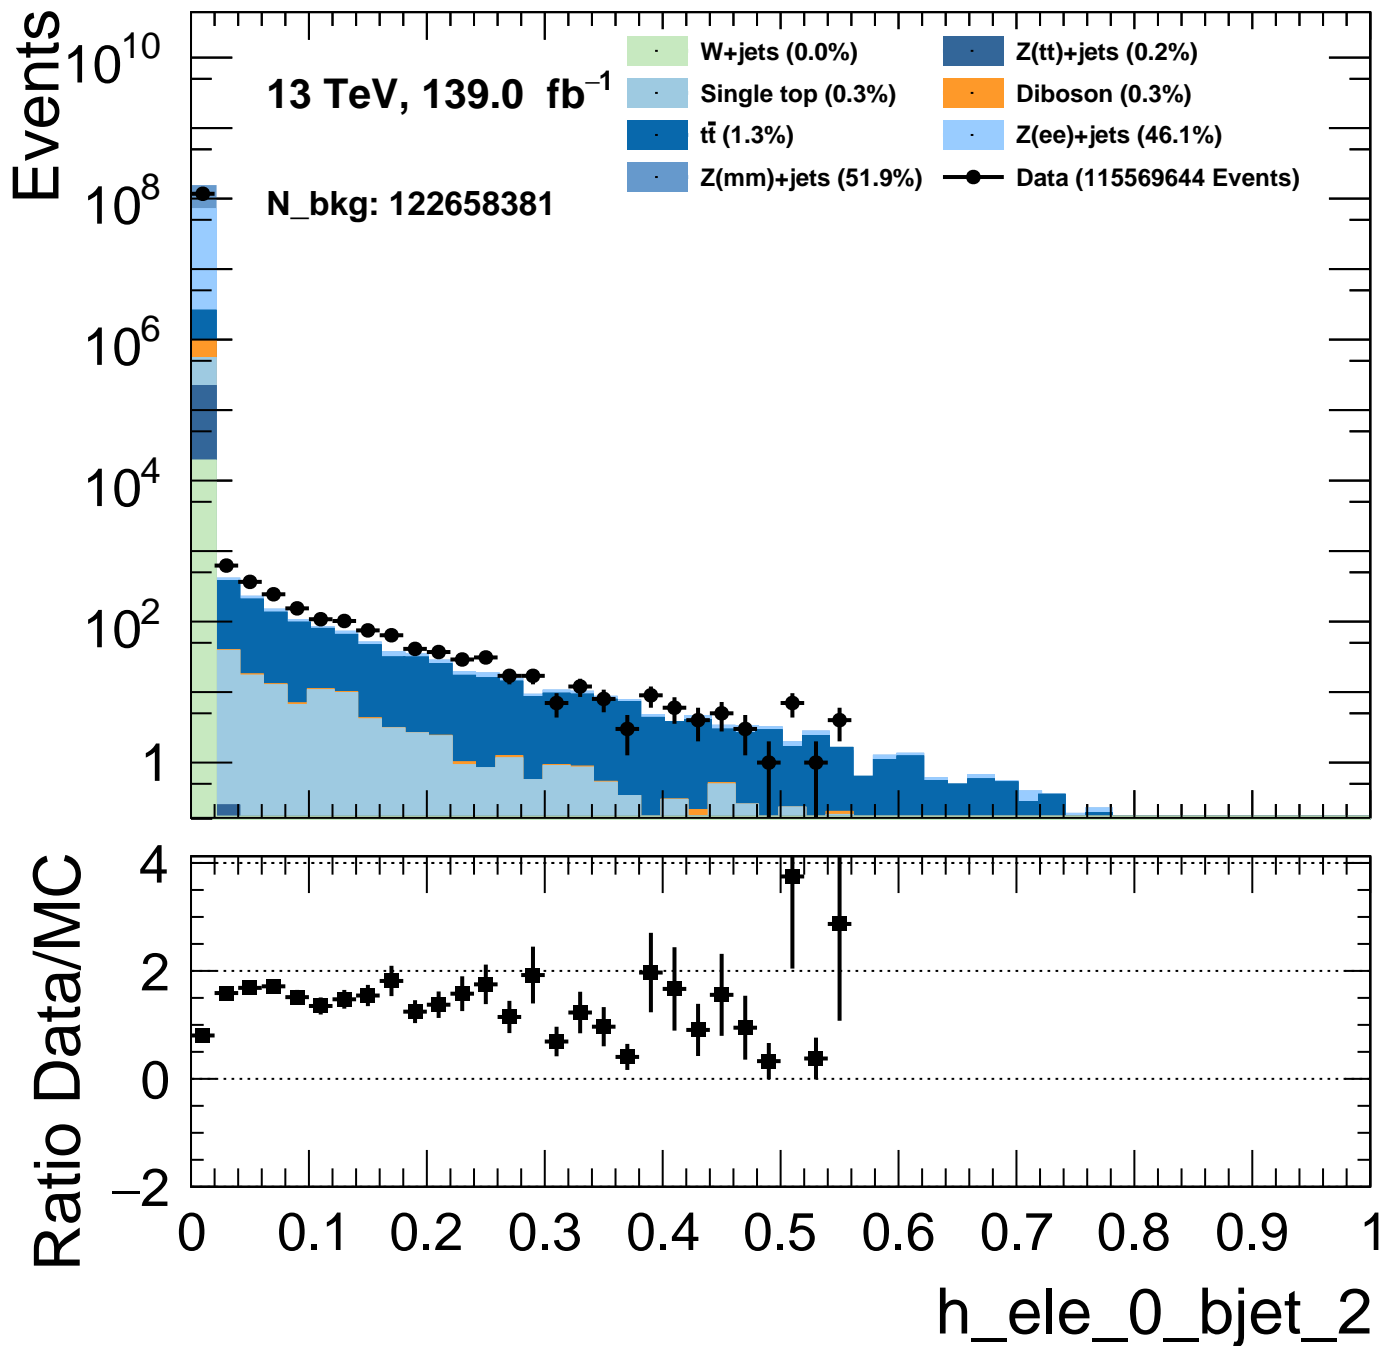 Events
10^10
10^8
10^6
10^4
10^2
1
13 TeV, 139.0 fb^−1
N_bkg: 122658381
W+jets (0.0%)
Z(tt)+jets (0.2%)
Single top (0.3%)
Diboson (0.3%)
tt̄ (1.3%)
Z(ee)+jets (46.1%)
Z(mm)+jets (51.9%)
Data (115569644 Events)
Ratio Data/MC
4
2
0
−2
0 0.1 0.2 0.3 0.4 0.5 0.6 0.7 0.8 0.9 1
h_ele_0_bjet_2